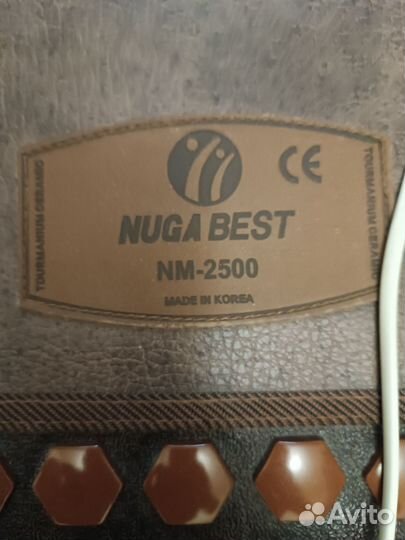 NUGA BEST
NM-2500
MADE IN KOREA
TOURMANIUM CERAMIC
TOURMANIUM CERAMIC
CE
Avito